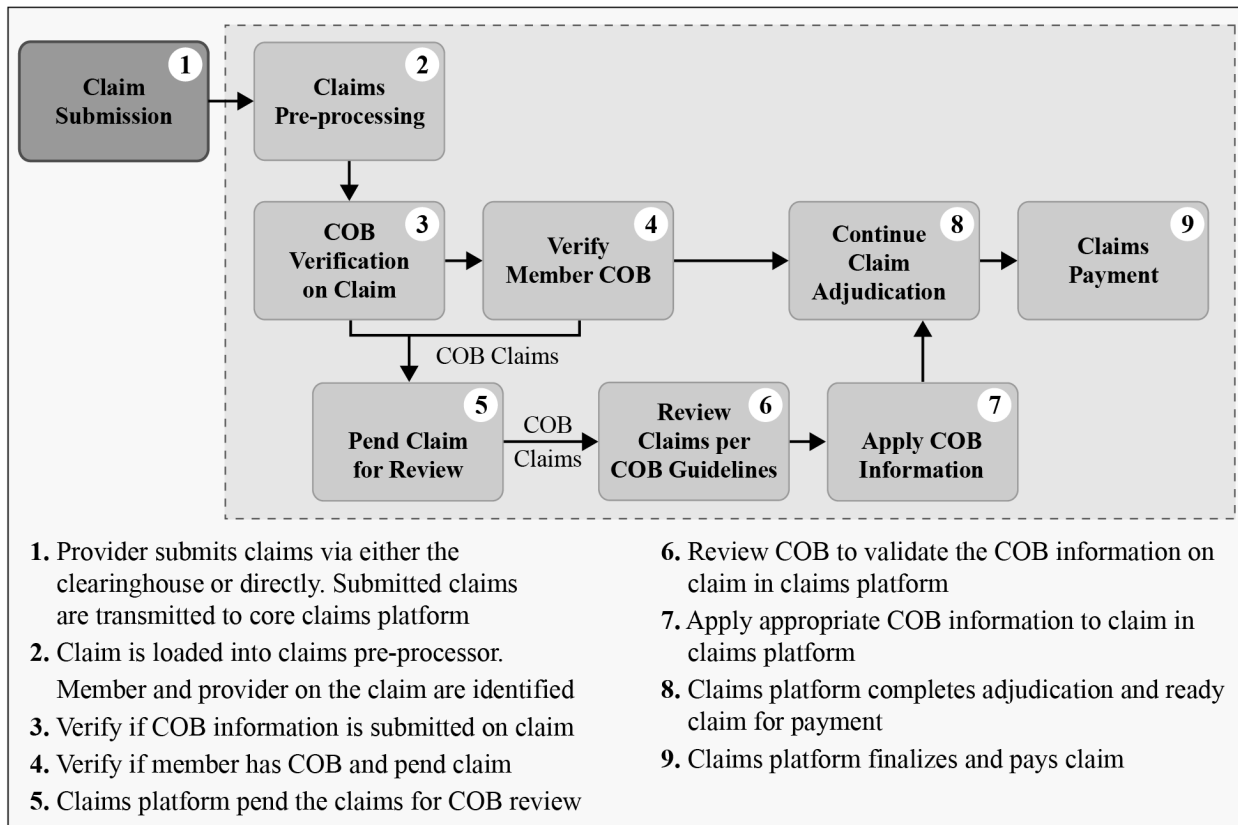 1
Claim
Submission
2
Claims
Pre-processing
3
COB
Verification
on Claim
4
Verify
Member COB
8
Continue
Claim
Adjudication
9
Claims
Payment
COB Claims
5
Pend Claim
for Review
COB
Claims
6
Review
Claims per
COB Guidelines
7
Apply COB
Information
1. Provider submits claims via either the
clearinghouse or directly. Submitted claims
are transmitted to core claims platform
2. Claim is loaded into claims pre-processor.
Member and provider on the claim are identified
3. Verify if COB information is submitted on claim
4. Verify if member has COB and pend claim
5. Claims platform pend the claims for COB review
6. Review COB to validate the COB information on
claim in claims platform
7. Apply appropriate COB information to claim in
claims platform
8. Claims platform completes adjudication and ready
claim for payment
9. Claims platform finalizes and pays claim